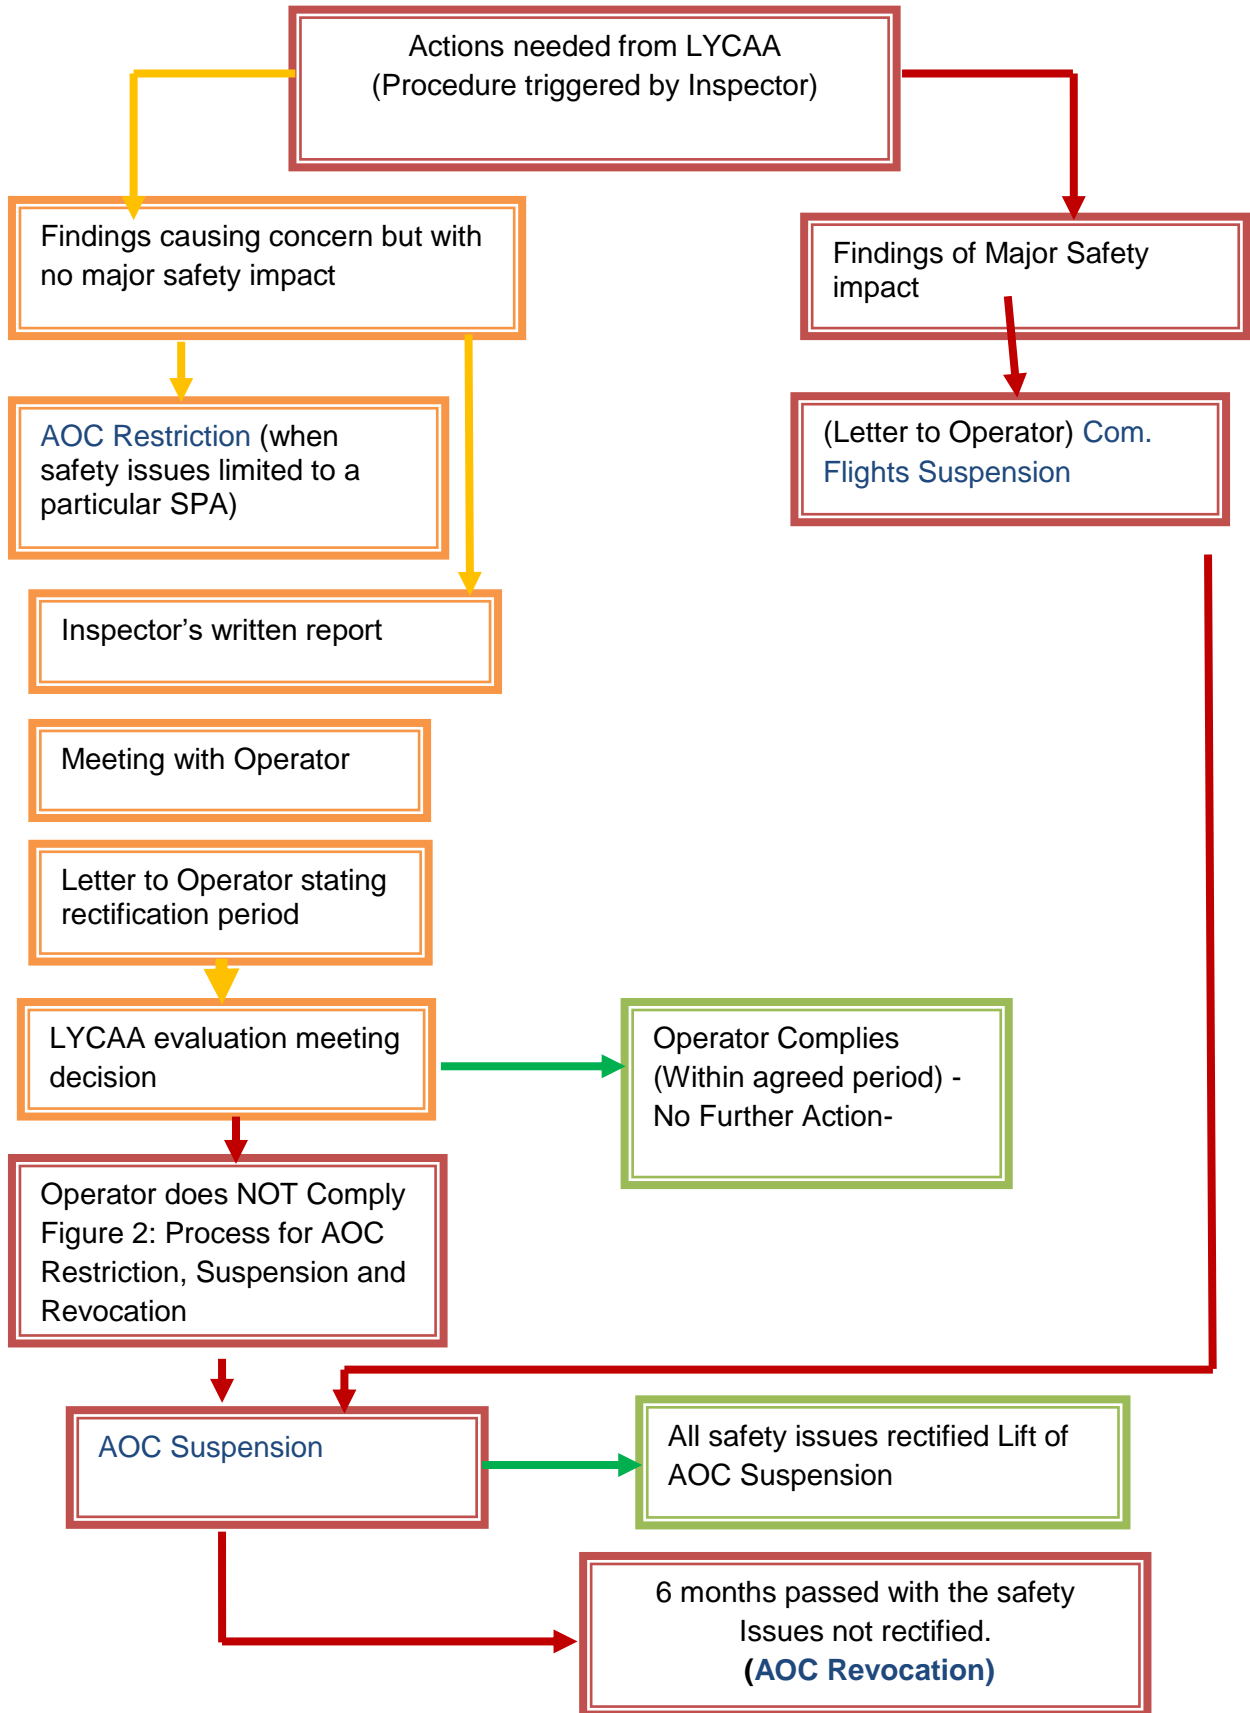 Actions needed from LYCAA
(Procedure triggered by Inspector)
Findings causing concern but with
no major safety impact
Findings of Major Safety
impact
AOC Restriction (when
safety issues limited to a
particular SPA)
(Letter to Operator) Com.
Flights Suspension
Inspector’s written report
Meeting with Operator
Letter to Operator stating
rectification period
LYCAA evaluation meeting
decision
Operator Complies
(Within agreed period) -
No Further Action-
Operator does NOT Comply
Figure 2: Process for AOC
Restriction, Suspension and
Revocation
AOC Suspension
All safety issues rectified Lift of
AOC Suspension
6 months passed with the safety
Issues not rectified.
(AOC Revocation)